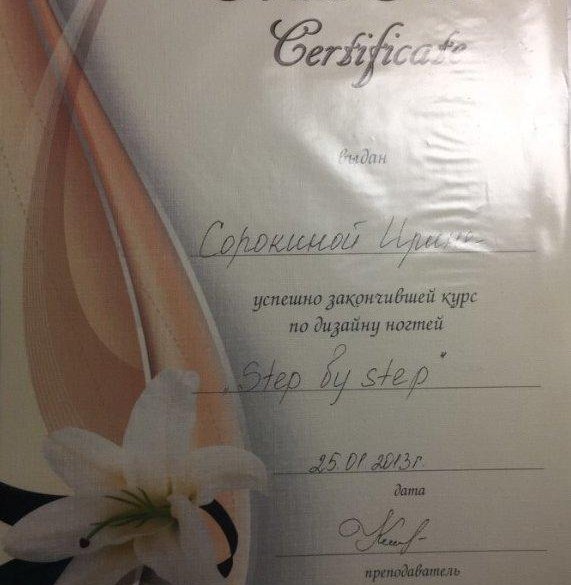 Certificate
выдан
Сорокиной Ирине
успешно закончившей курс
по дизайну ногтей
„Step by step"
25.01.2013г.
дата
преподаватель